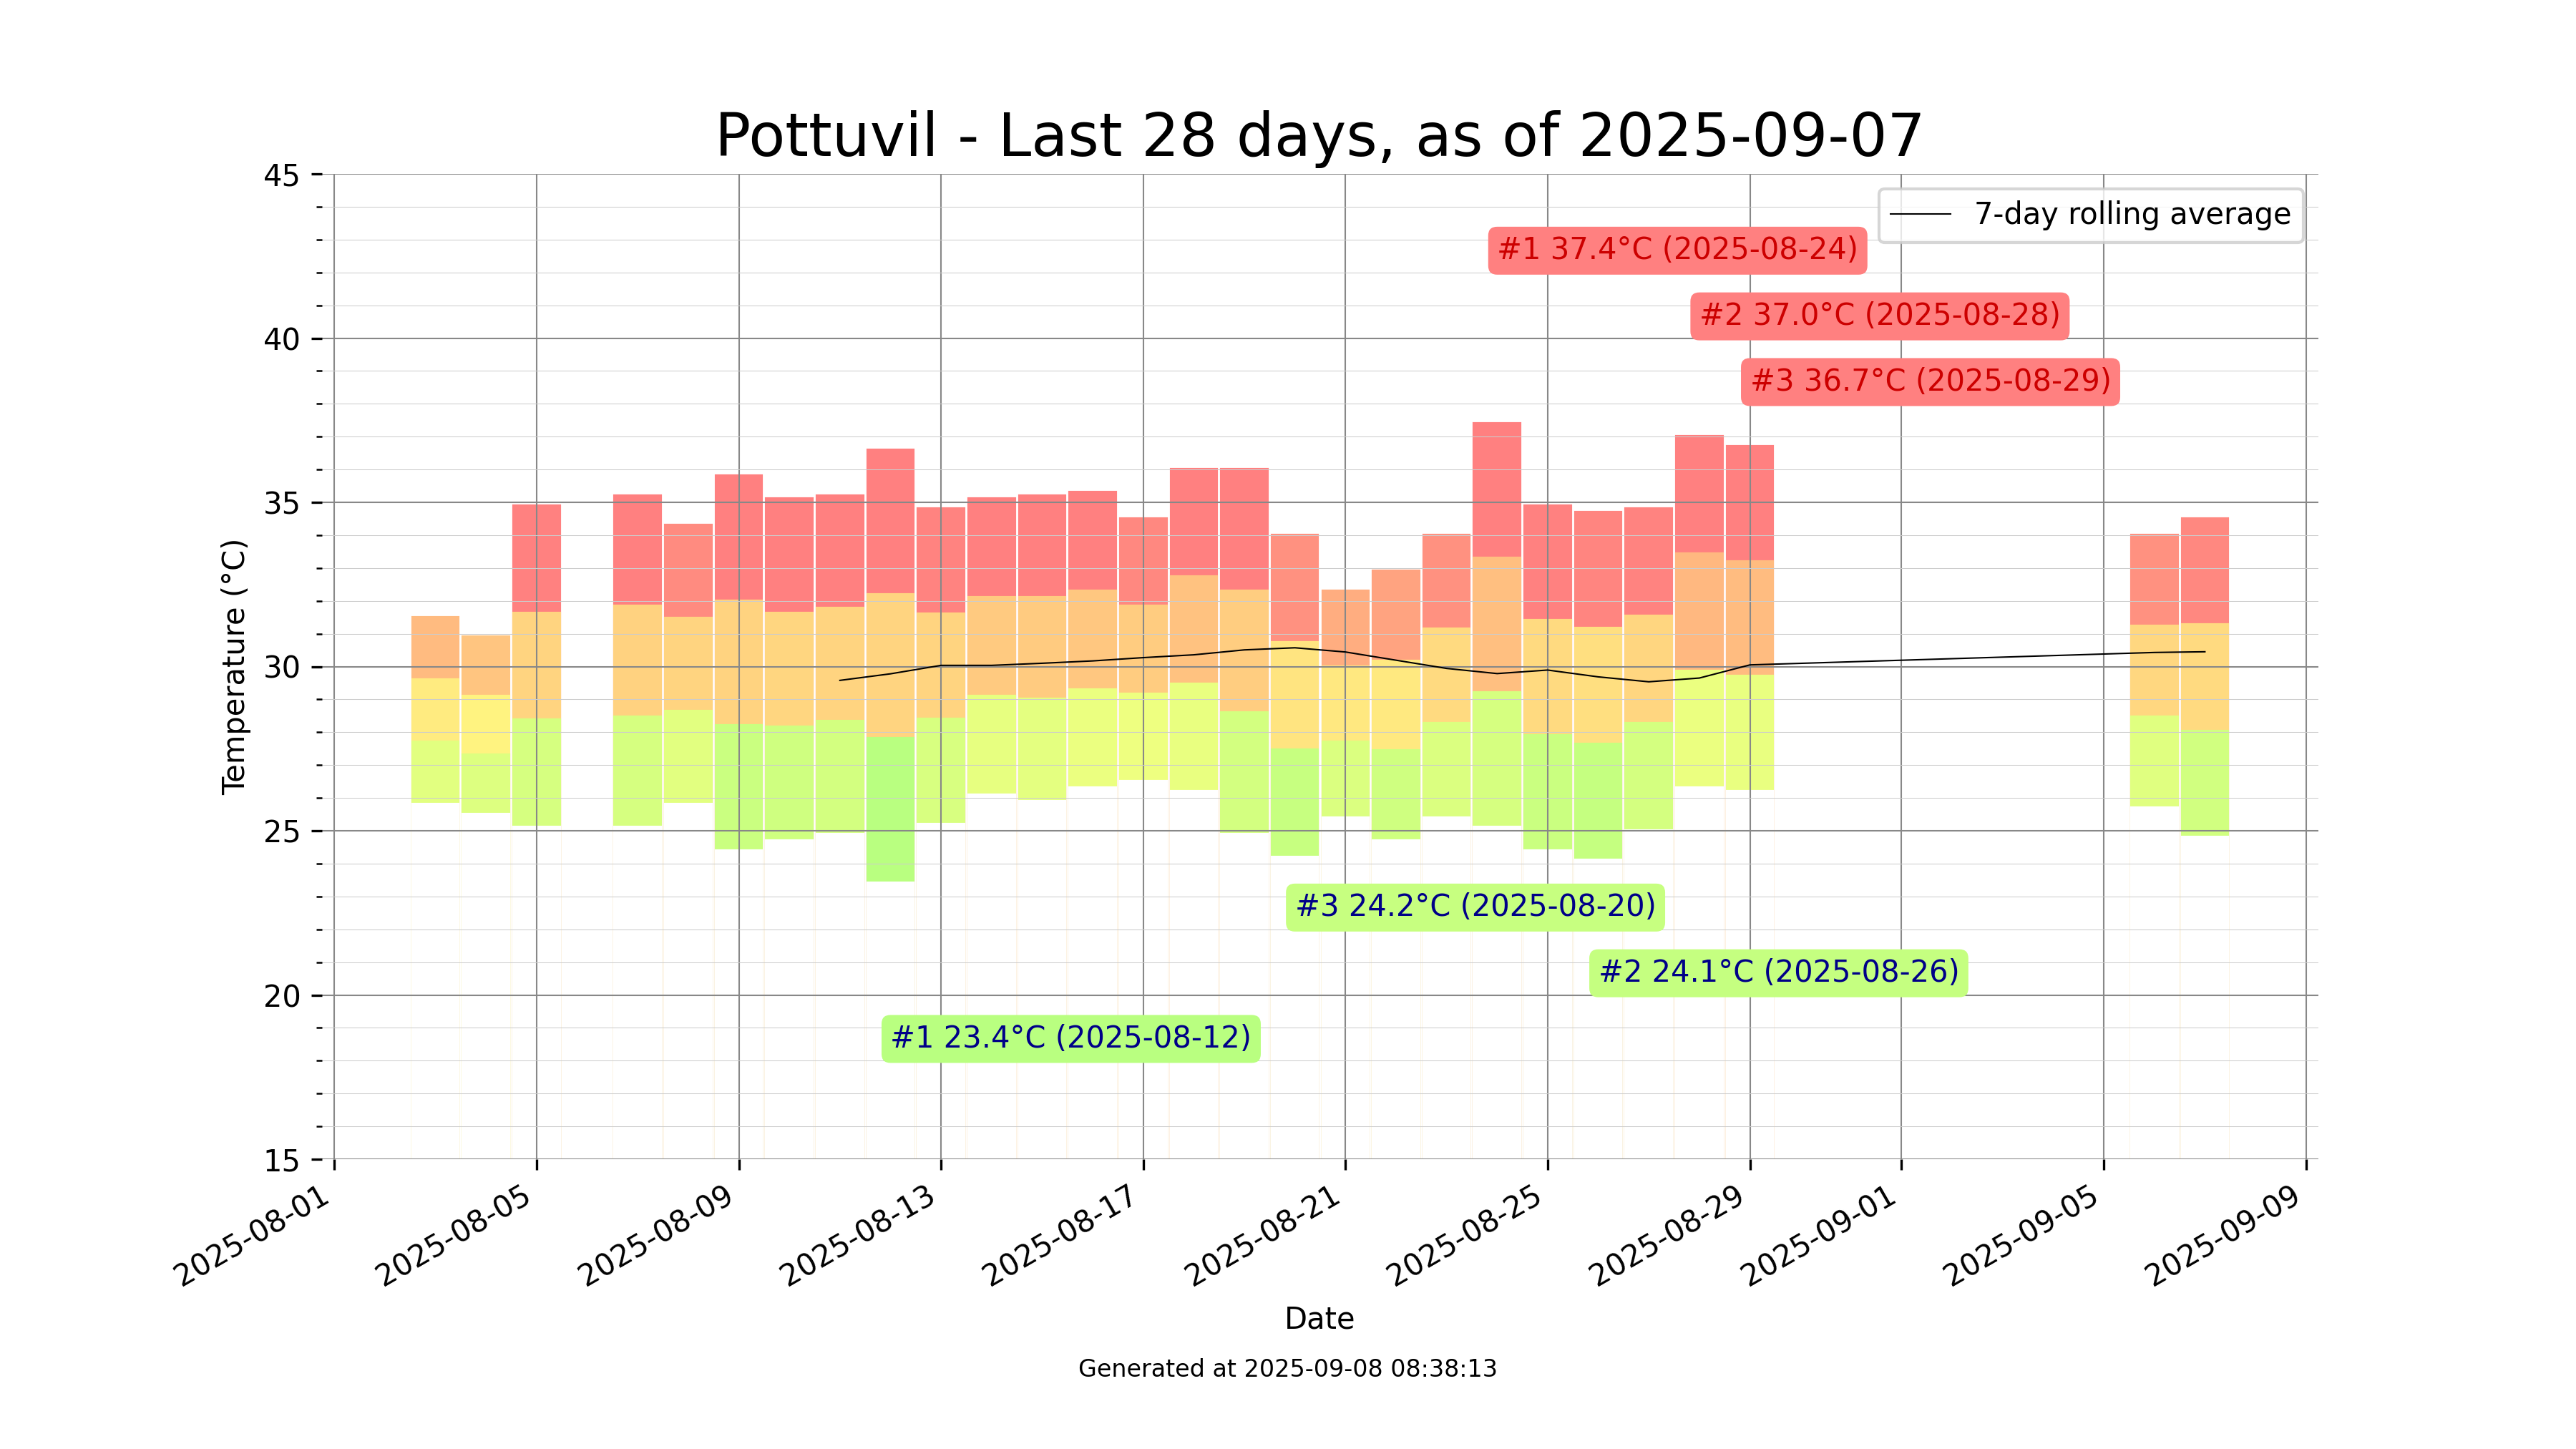 Pottuvil - Last 28 days, as of 2025-09-07
7-day rolling average
#1 37.4°C (2025-08-24)
#2 37.0°C (2025-08-28)
#3 36.7°C (2025-08-29)
#3 24.2°C (2025-08-20)
#2 24.1°C (2025-08-26)
#1 23.4°C (2025-08-12)
Temperature (°C)
45
40
35
30
25
20
15
2025-08-01
2025-08-05
2025-08-09
2025-08-13
2025-08-17
2025-08-21
2025-08-25
2025-08-29
2025-09-01
2025-09-05
2025-09-09
Date
Generated at 2025-09-08 08:38:13